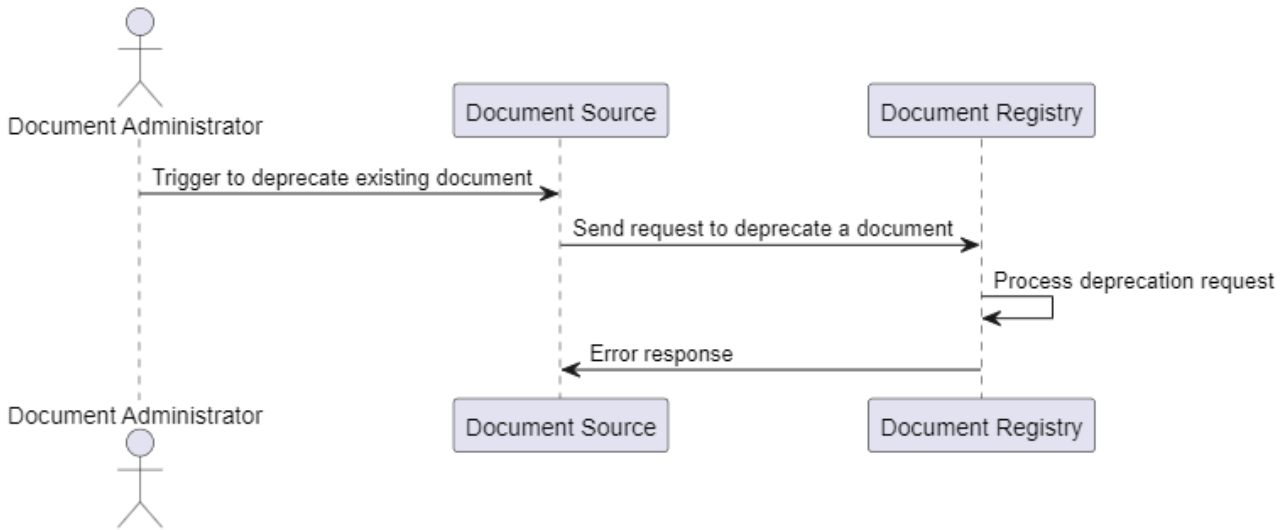 Document Administrator
Document Source
Document Registry
Trigger to deprecate existing document
Send request to deprecate a document
Process deprecation request
Error response
Document Administrator
Document Source
Document Registry